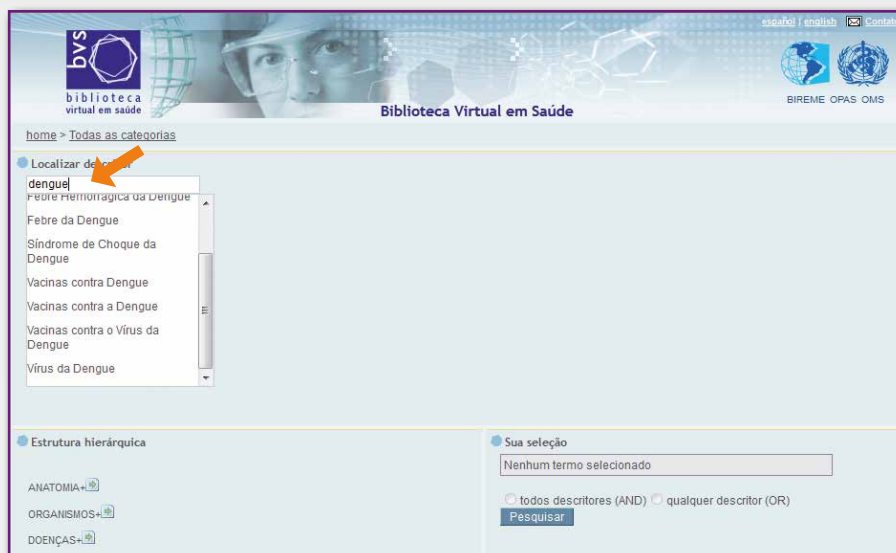 español | english Contato
bvs
biblioteca
virtual em saúde
Biblioteca Virtual em Saúde
BIREME OPAS OMS
home > Todas as categorias
Localizar
dengue
Febre Hemorrágica da Dengue
Febre da Dengue
Síndrome de Choque da
Dengue
Vacinas contra Dengue
Vacinas contra a Dengue
Vacinas contra o Vírus da
Dengue
Vírus da Dengue
Estrutura hierárquica
Sua seleção
Nenhum termo selecionado
ANATOMIA+
todos descritores (AND) qualquer descritor (OR)
ORGANISMOS+
Pesquisar
DOENÇAS+